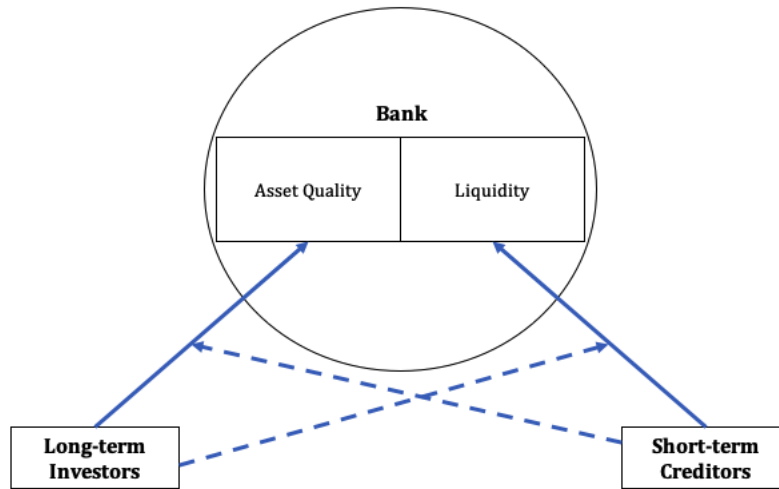 Bank
Asset Quality
Liquidity
Long-term
Investors
Short-term
Creditors